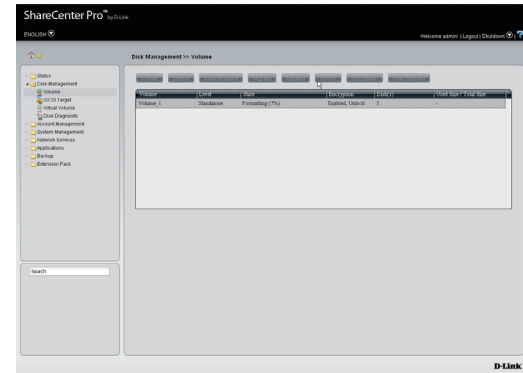 ShareCenter Pro™ by D-Link
ENGLISH
Welcome admin! | Logout | Shutdown | ?
Disk Management >> Volume
Status
Disk Management
Volume
iSCSI Target
Virtual Volume
Disk Diagnostic
Account Management
System Management
Network Services
Applications
Backup
Extension Pack
Volume Level State Encryption Disk(s) Used Size / Total Size
Volume_1 Standalone Formatting (7%) Enabled, Unlock 3 -
Search
D-Link